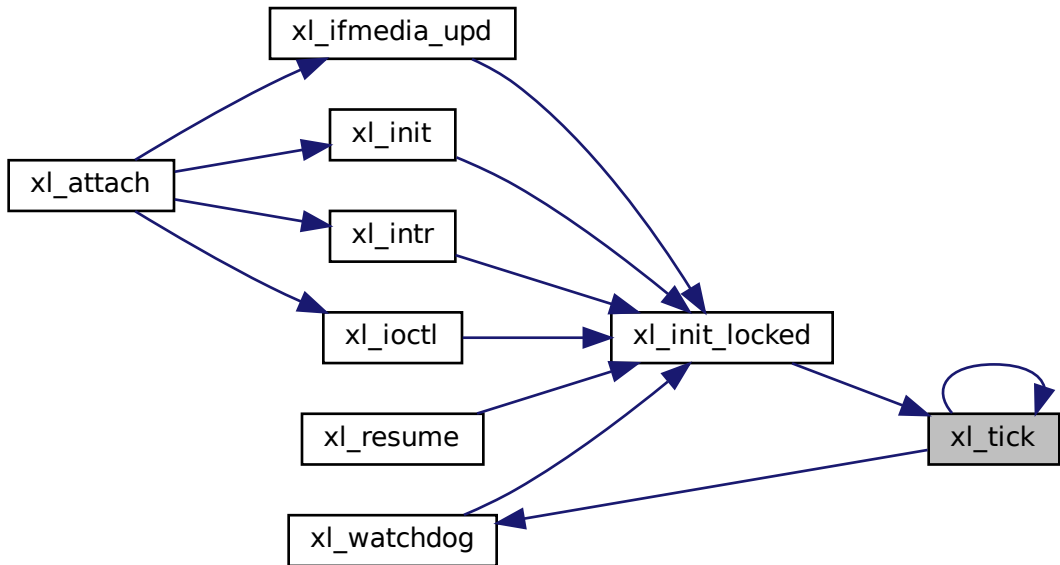 xl_ifmedia_upd
xl_init
xl_attach
xl_intr
xl_ioctl
xl_init_locked
xl_resume
xl_tick
xl_watchdog